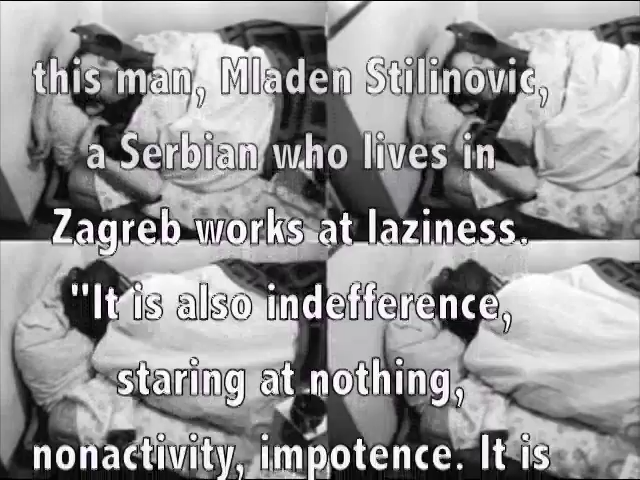 this man, Mladen Stilinovic,
a Serbian who lives in
Zagreb works at laziness.
"It is also indefference,
staring at nothing,
nonactivity, impotence. It is